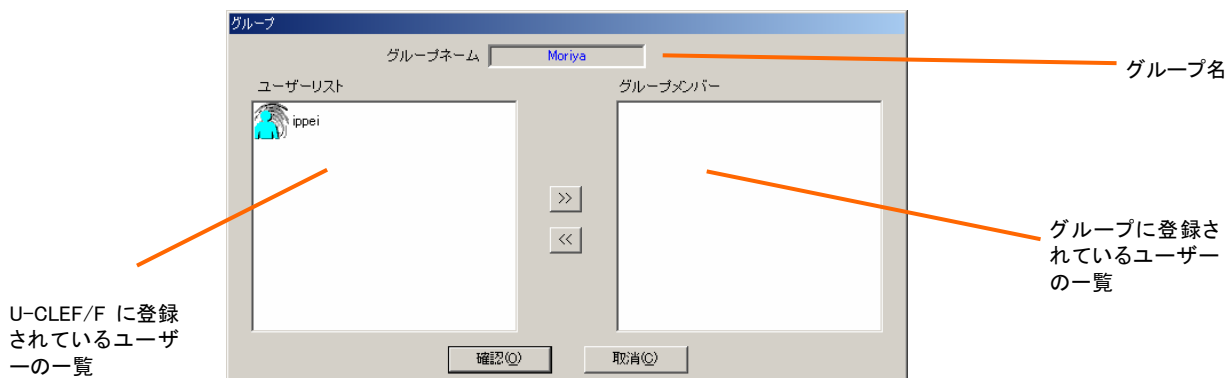 グループ
グループネーム Moriya
グループ名
ユーザーリスト
グループメンバー
ippei
>>
<<
グループに登録さ
れているユーザー
の一覧
U-CLEF/F に登録
されているユーザ
ーの一覧
確認(O)
取消(C)